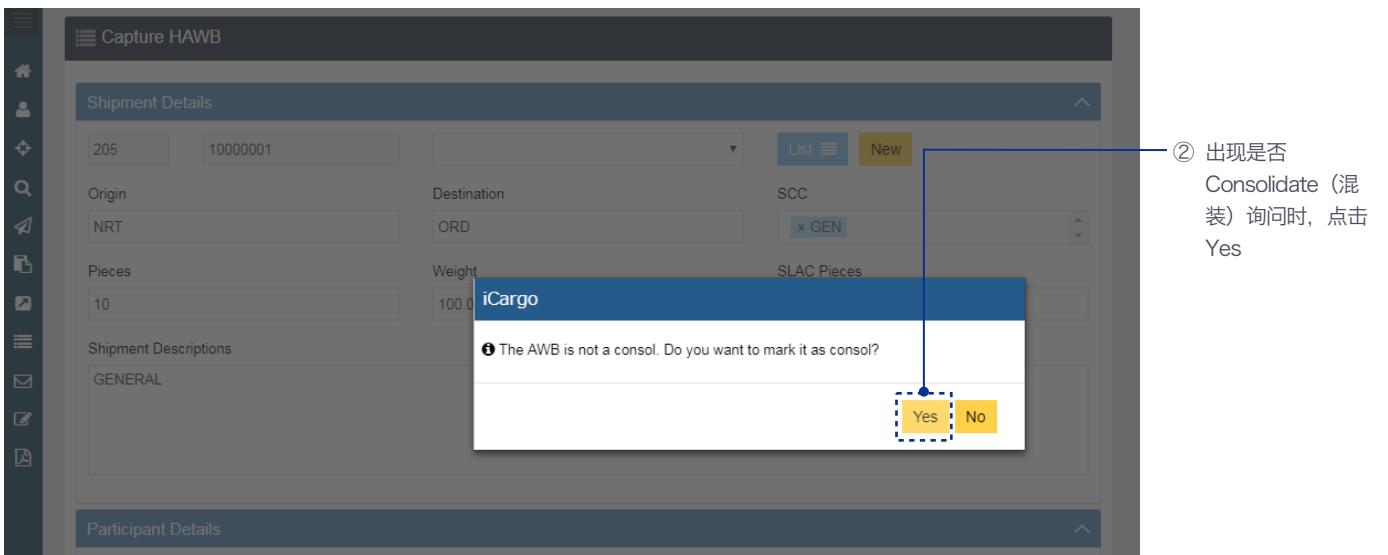 Capture HAWB
Shipment Details
205 10000001 List New
Origin Destination SCC
NRT ORD × GEN
Pieces Weight SLAC Pieces
10 100.0
Shipment Descriptions
GENERAL
iCargo
The AWB is not a consol. Do you want to mark it as consol?
Yes No
Participant Details
② 出现是否
Consolidate（混
装）询问时，点击
Yes